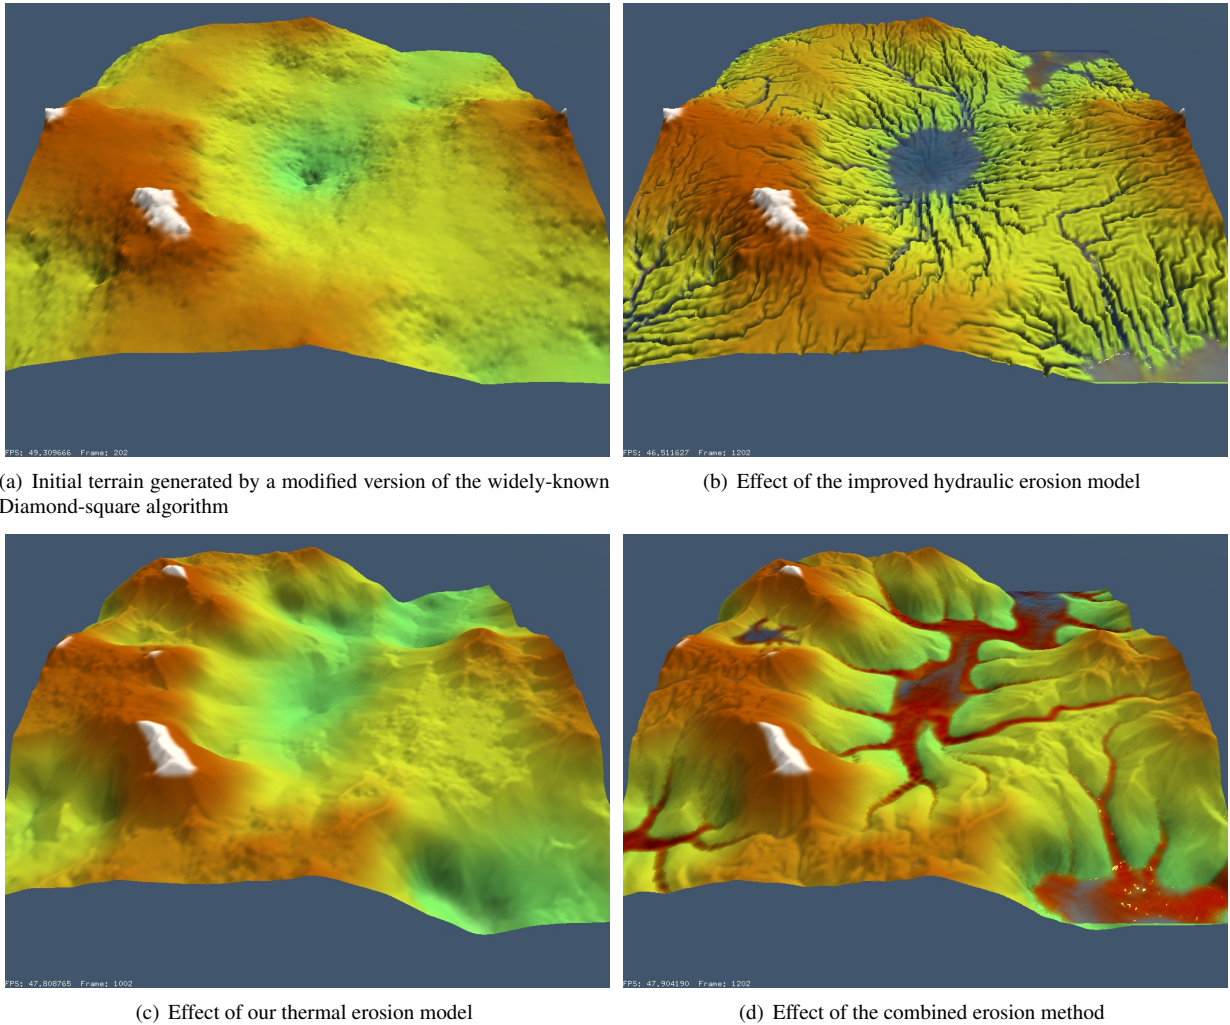 FPS: 49.309666 Frame: 202
FPS: 46.511627 Frame: 1202
(a) Initial terrain generated by a modified version of the widely-known
Diamond-square algorithm
(b) Effect of the improved hydraulic erosion model
FPS: 47.808765 Frame: 1002
FPS: 47.904190 Frame: 1202
(c) Effect of our thermal erosion model
(d) Effect of the combined erosion method